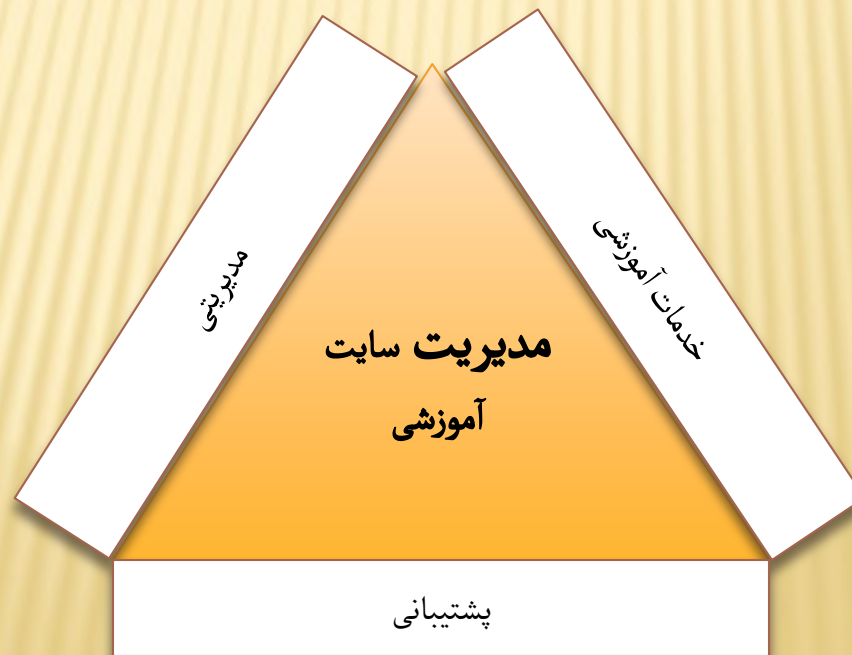 مدیریتی
خدمات آموزشی
مدیریت سایت
آموزشی
پشتیبانی